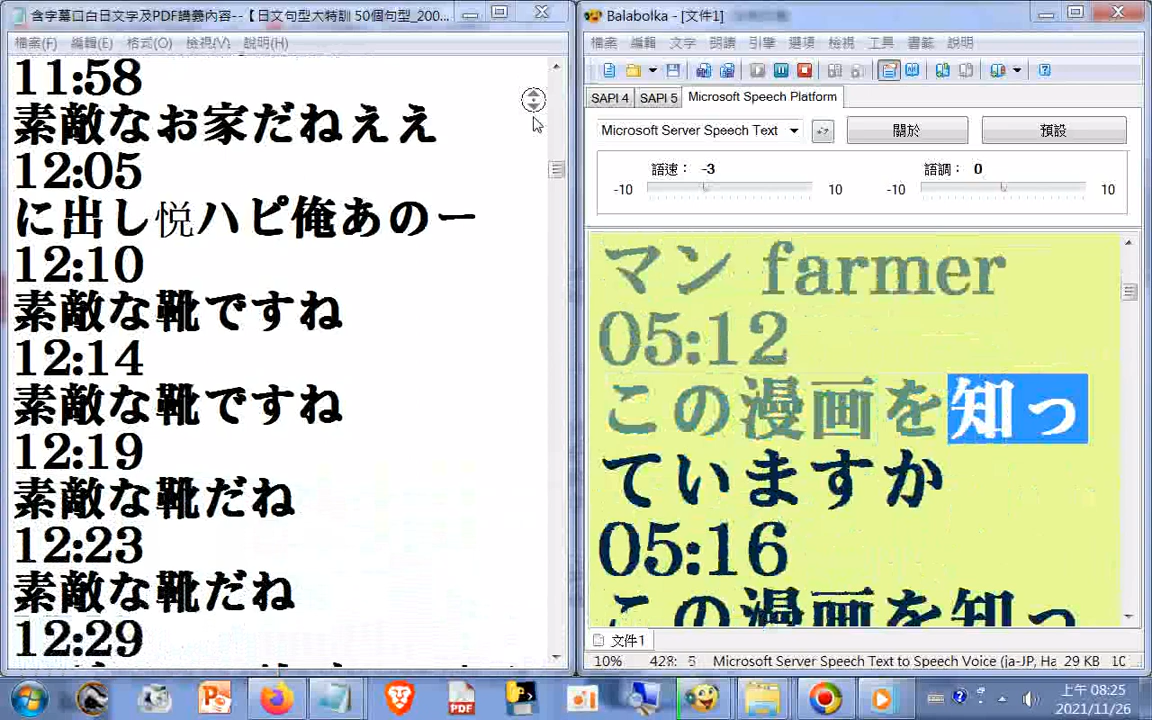 含字幕口白日文字及PDF講義內容--【日文句型大特訓 50個句型_200...
檔案(F) 編輯(E) 格式(O) 檢視(V) 說明(H)
11:58
素敵なお家だねええ
12:05
に出し悦ハピ俺あのー
12:10
素敵な靴ですね
12:14
素敵な靴ですね
12:19
素敵な靴だね
12:23
素敵な靴だね
12:29
Balabolka - [文件1]
檔案 編輯 文字 朗讀 引擎 選項 檢視 工具 書籤 說明
SAPI 4 SAPI 5 Microsoft Speech Platform
Microsoft Server Speech Text 關於 預設
語速： -3 語調： 0
-10 10 -10 10
マン farmer
05:12
この漫画を知っ
ていますか
05:16
この漫画を知っ
文件1
10% 428: 5 Microsoft Server Speech Text to Speech Voice (ja-JP, Ha 29 KB 10
上午 08:25
2021/11/26